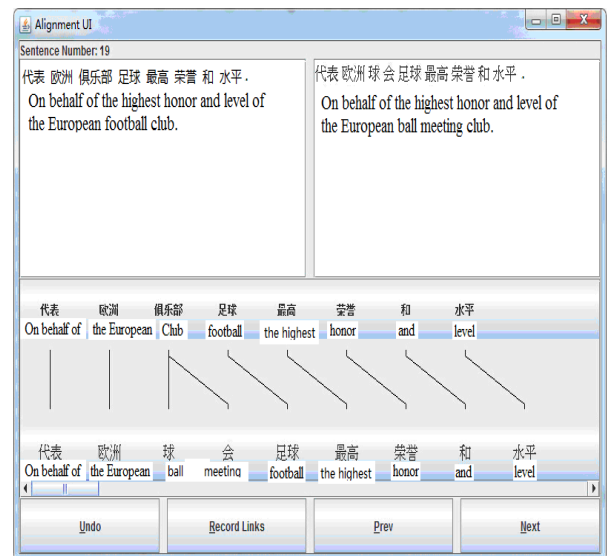 Alignment UI
Sentence Number: 19
代表 欧洲 俱乐部 足球 最高 荣誉 和 水平 .
On behalf of the highest honor and level of
the European football club.
代表 欧洲 球 会 足球 最高 荣誉 和 水平 .
On behalf of the highest honor and level of
the European ball meeting club.
代表 欧洲 俱乐部 足球 最高 荣誉 和 水平
On behalf of the European Club football the highest honor and level
代表 欧洲 球 会 足球 最高 荣誉 和 水平
On behalf of the European ball meeting football the highest honor and level
Undo Record Links Prev Next